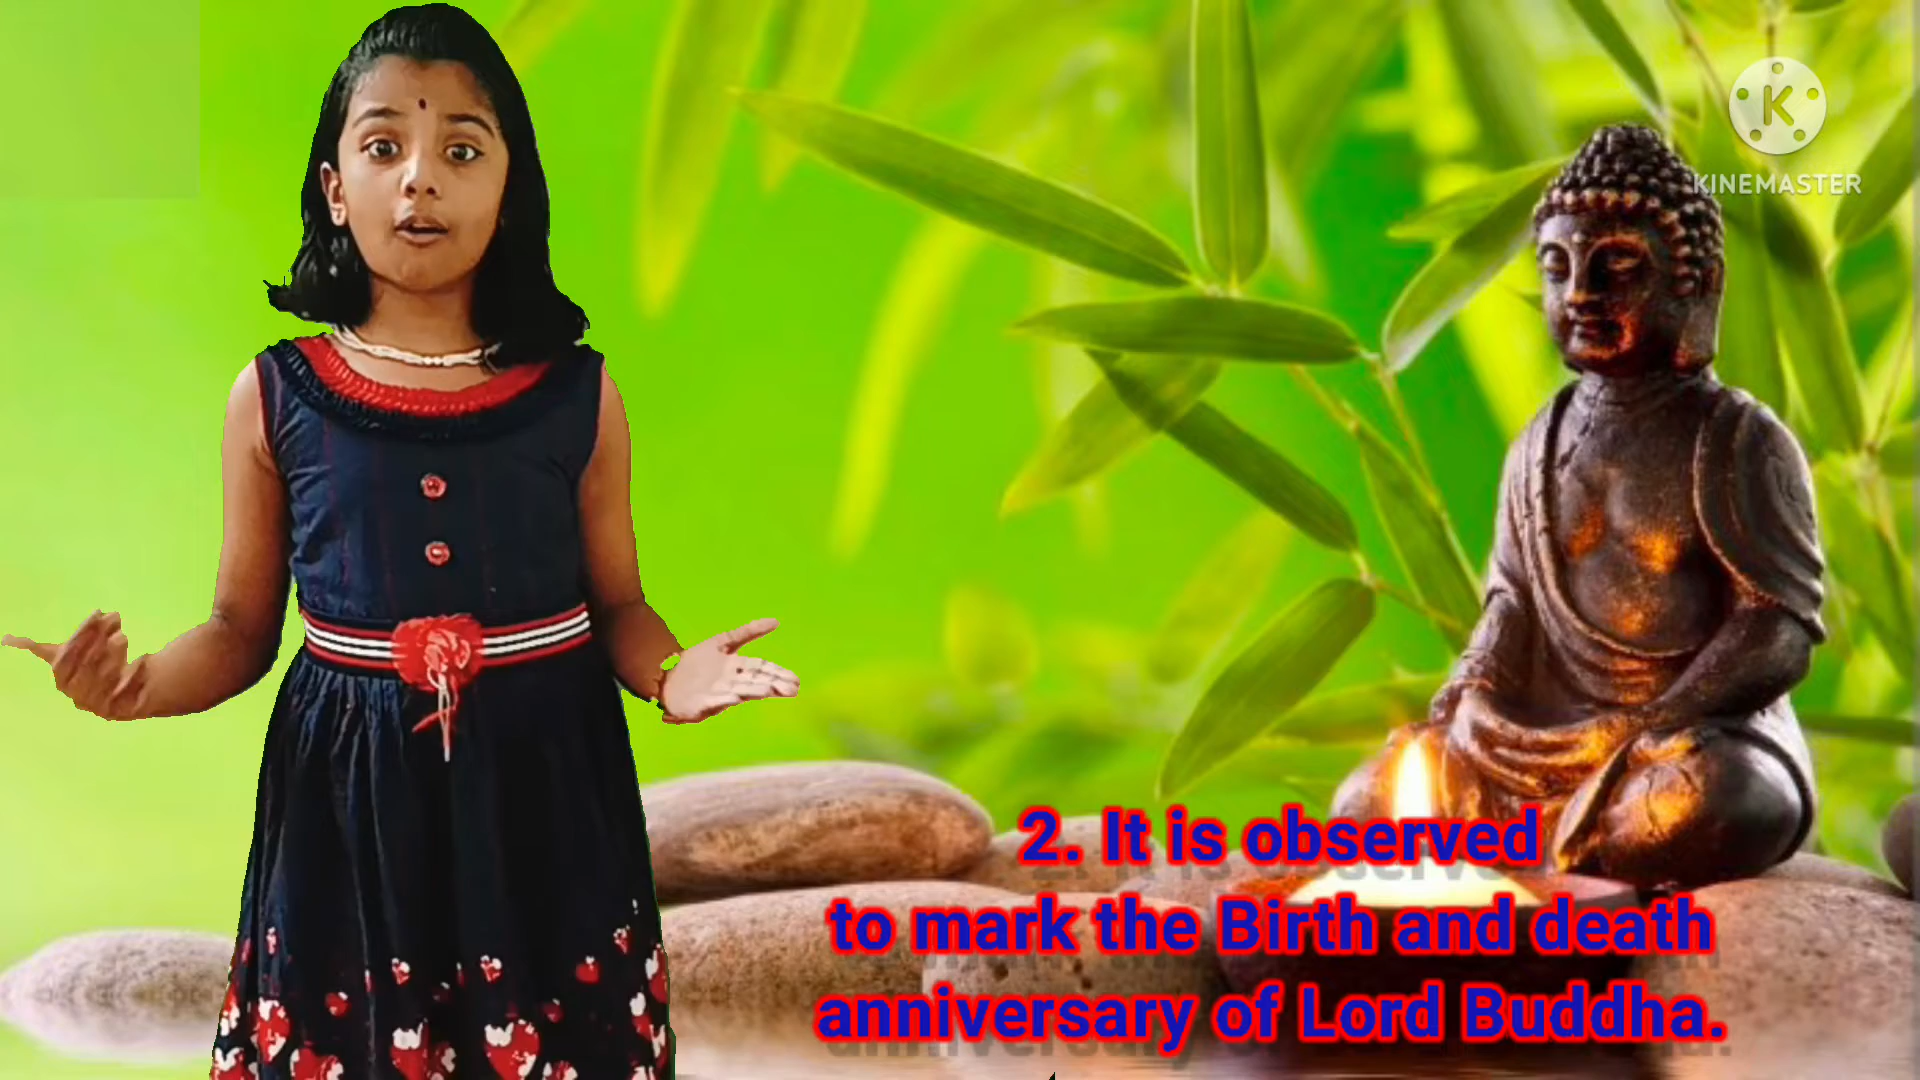 K
KINEMASTER
2. It is observed
to mark the Birth and death
anniversary of Lord Buddha.